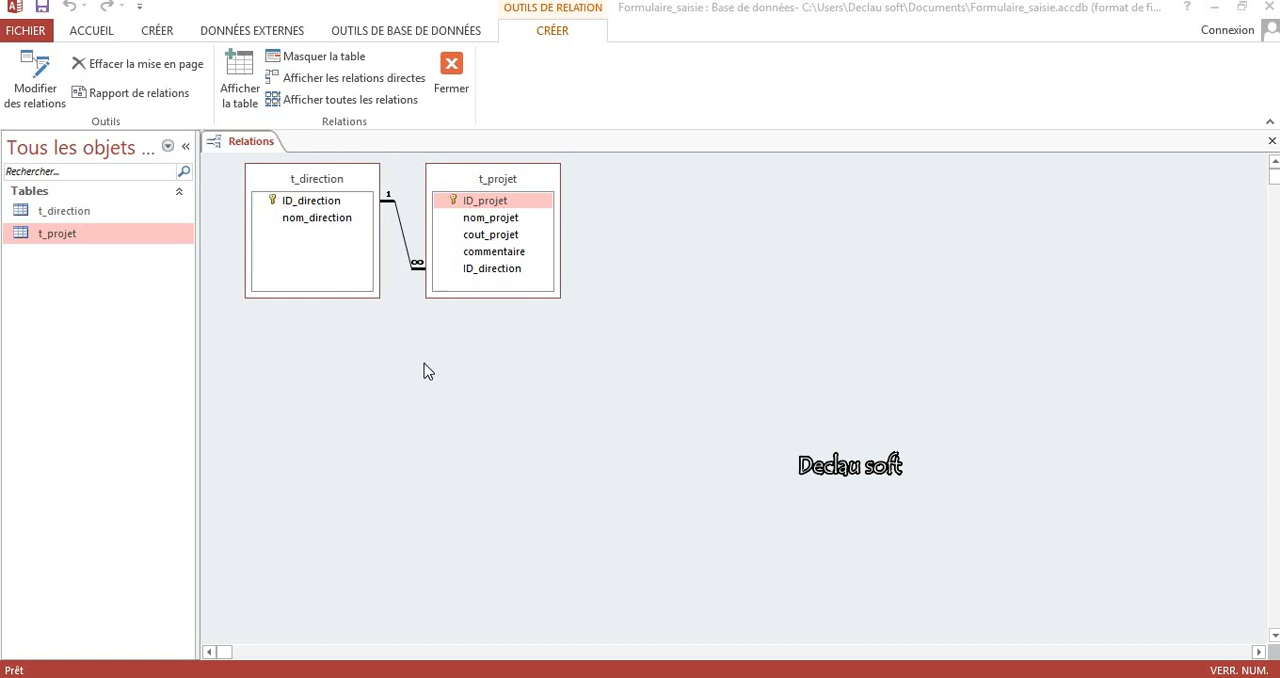 OUTILS DE RELATION
Formulaire_saisie : Base de données- C:\Users\Declau soft\Documents\Formulaire_saisie.accdb (format de fi...
?
FICHIER
ACCUEIL
CRÉER
DONNÉES EXTERNES
OUTILS DE BASE DE DONNÉES
CRÉER
Connexion
Modifier
des relations
Effacer la mise en page
Rapport de relations
Outils
Afficher
la table
Masquer la table
Afficher les relations directes
Afficher toutes les relations
Fermer
Relations
Tous les objets ...
Rechercher...
Tables
t_direction
t_projet
Relations
t_direction
ID_direction
nom_direction
1
∞
t_projet
ID_projet
nom_projet
cout_projet
commentaire
ID_direction
Declau soft
Prêt
VERR. NUM.